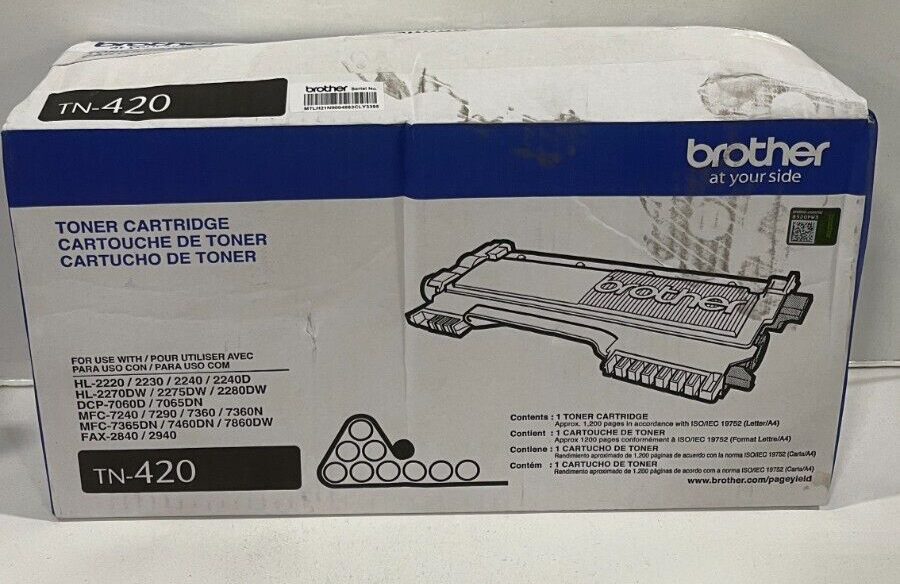 brother
TN-420
brother Serial No.
brother
at your side
TONER CARTRIDGE
CARTOUCHE DE TONER
CARTUCHO DE TONER
brother
FOR USE WITH / POUR UTILISER AVEC
PARA USO CON / PARA USO COM
HL-2220 / 2230 / 2240 / 2240D
HL-2270DW / 2275DW / 2280DW
DCP-7060D / 7065DN
MFC-7240 / 7290 / 7360 / 7360N
MFC-7365DN / 7460DN / 7860DW
FAX-2840 / 2940
TN-420
Contents : 1 TONER CARTRIDGE
Approx. 1,200 pages in accordance with ISO/IEC 19752 (Letter/A4)
Contient : 1 CARTOUCHE DE TONER
Approx 1200 pages conformément à ISO/IEC 19752 (Format Lettre/A4)
Contiene : 1 CARTUCHO DE TONER
Rendimiento aproximado de 1,200 páginas de acuerdo con la norma ISO/IEC 19752 (Carta/A4)
Contém : 1 CARTUCHO DE TONER
Rendimento aproximado de 1.200 páginas de acordo com a norma ISO/IEC 19752 (Carta/A4)
www.brother.com/pageyield